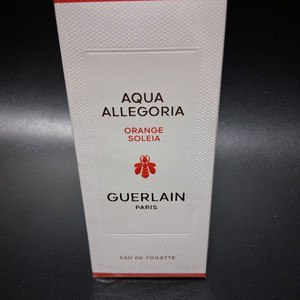 AQUA
ALLEGORIA
ORANGE
SOLEIA
GUERLAIN
PARIS
EAU DE TOILETTE